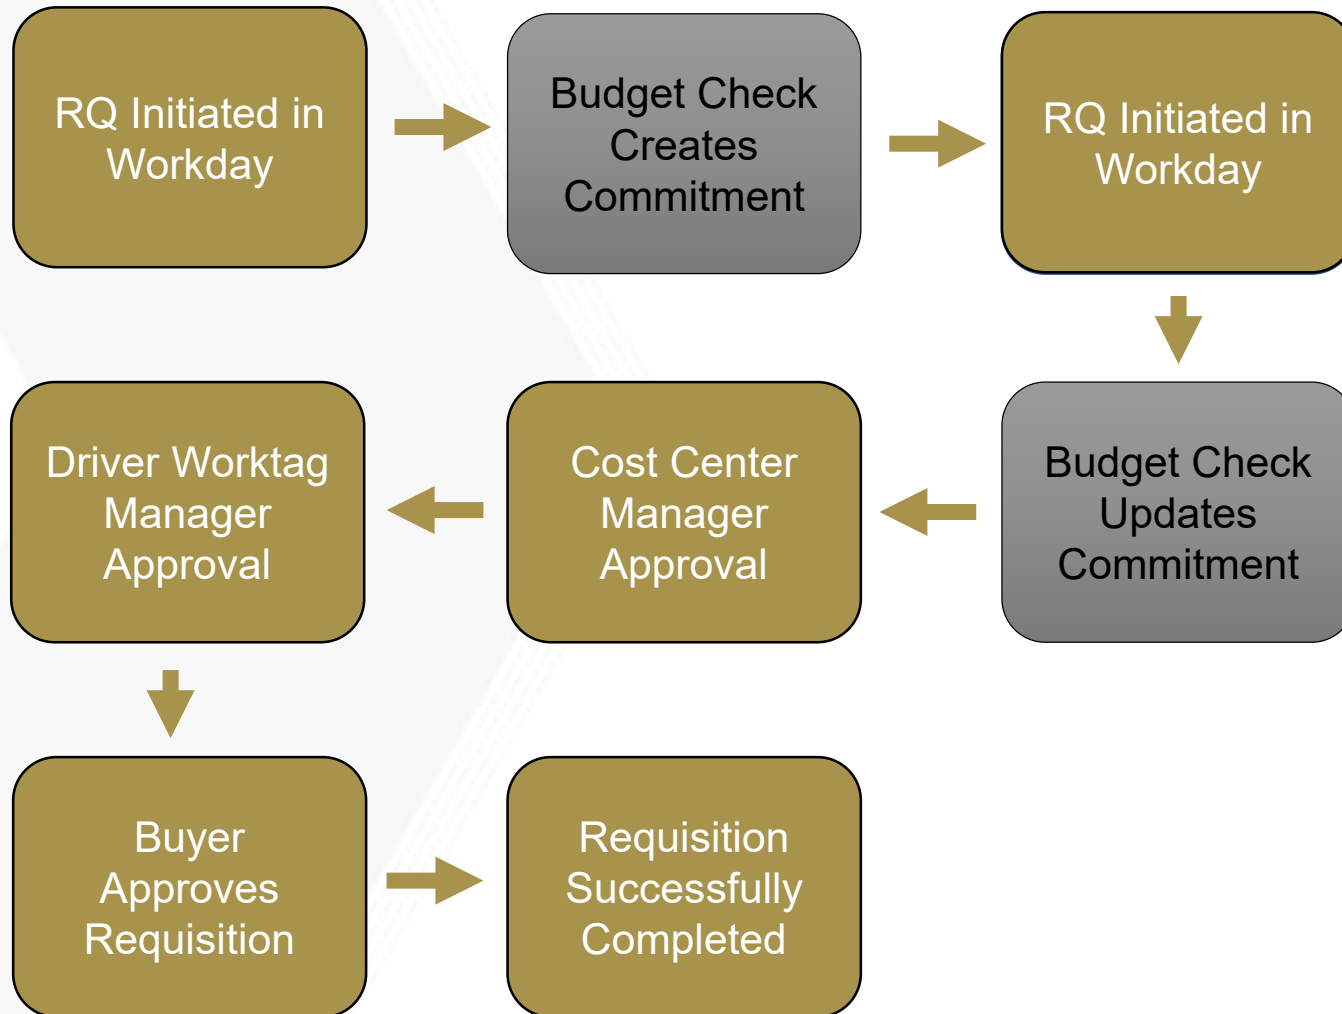 RQ Initiated in
Workday
Budget Check
Creates
Commitment
RQ Initiated in
Workday
Budget Check
Updates
Commitment
Cost Center
Manager
Approval
Driver Worktag
Manager
Approval
Buyer
Approves
Requisition
Requisition
Successfully
Completed